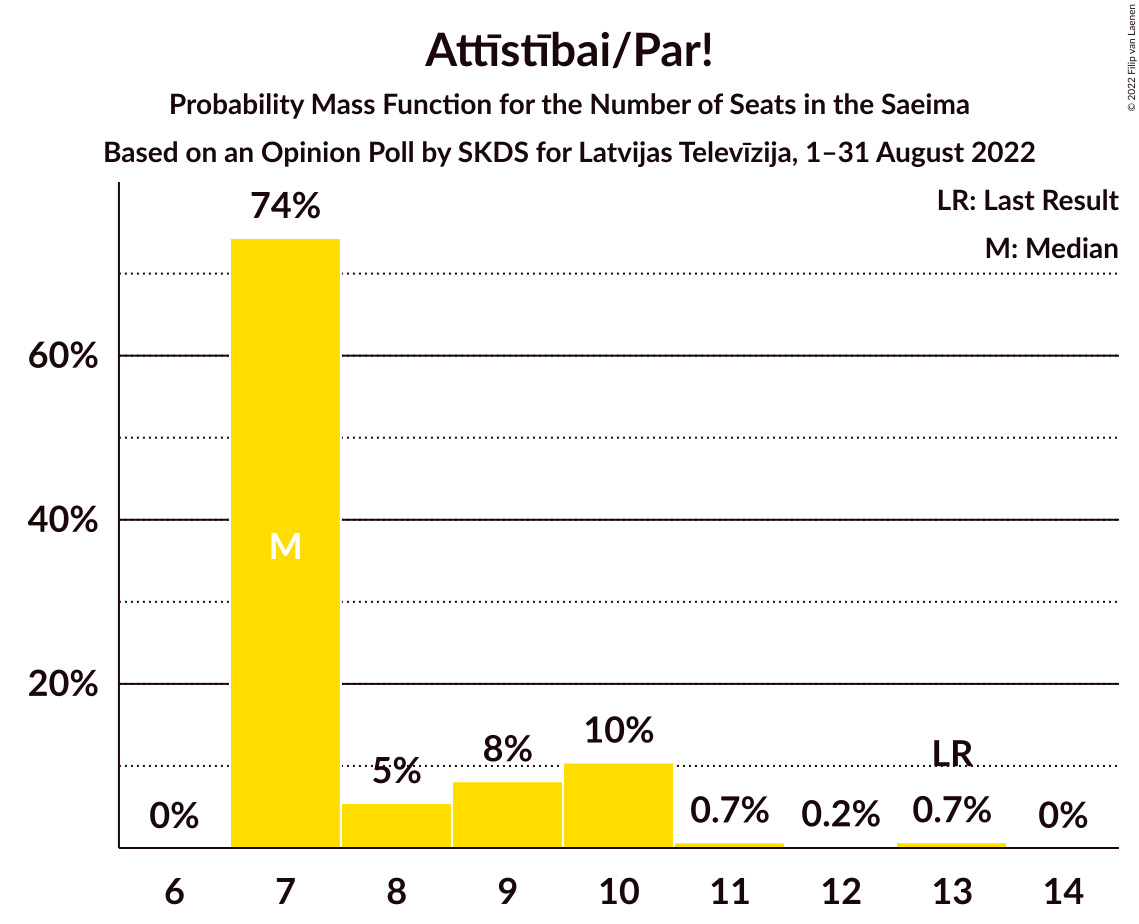 Attīstībai/Par!
Probability Mass Function for the Number of Seats in the Saeima
Based on an Opinion Poll by SKDS for Latvijas Televīzija, 1–31 August 2022
© 2022 Filip van Laenen
LR: Last Result
M: Median
74%
60%
40%
M
20%
0% 5% 8% 10% 0.7% 0.2% LR 0.7% 0%
6 7 8 9 10 11 12 13 14